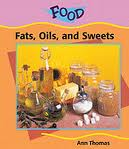 FOOD
Fats, Oils, and Sweets
Ann Thomas